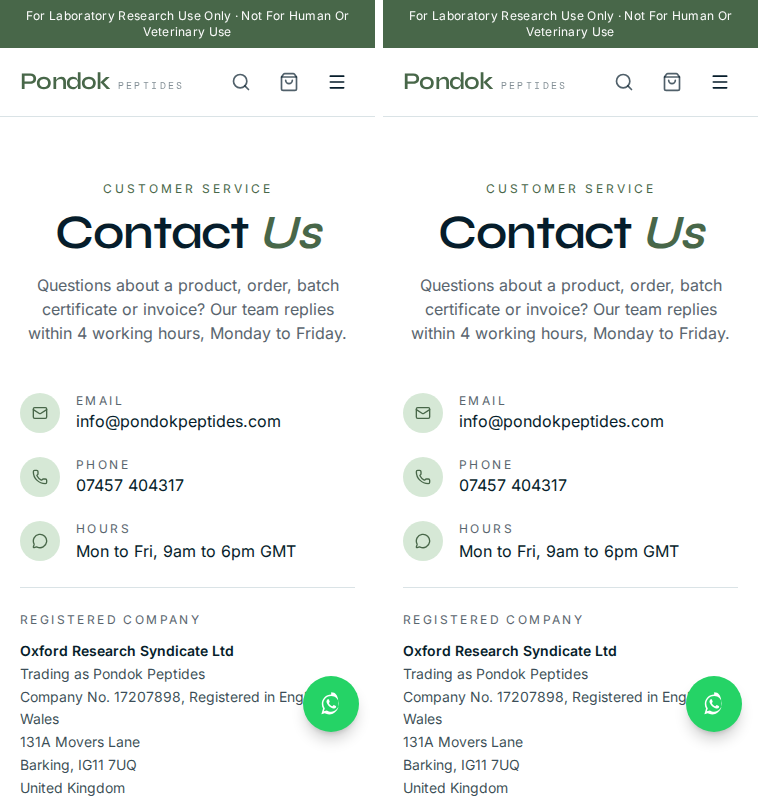 For Laboratory Research Use Only · Not For Human Or
Veterinary Use
Pondok PEPTIDES
CUSTOMER SERVICE
Contact Us
Questions about a product, order, batch
certificate or invoice? Our team replies
within 4 working hours, Monday to Friday.
EMAIL
info@pondokpeptides.com
PHONE
07457 404317
HOURS
Mon to Fri, 9am to 6pm GMT
REGISTERED COMPANY
Oxford Research Syndicate Ltd
Trading as Pondok Peptides
Company No. 17207898, Registered in
Wales
131A Movers Lane
Barking, IG11 7UQ
United Kingdom
For Laboratory Research Use Only · Not For Human Or
Veterinary Use
Pondok PEPTIDES
CUSTOMER SERVICE
Contact Us
Questions about a product, order, batch
certificate or invoice? Our team replies
within 4 working hours, Monday to Friday.
EMAIL
info@pondokpeptides.com
PHONE
07457 404317
HOURS
Mon to Fri, 9am to 6pm GMT
REGISTERED COMPANY
Oxford Research Syndicate Ltd
Trading as Pondok Peptides
Company No. 17207898, Registered in
Wales
131A Movers Lane
Barking, IG11 7UQ
United Kingdom